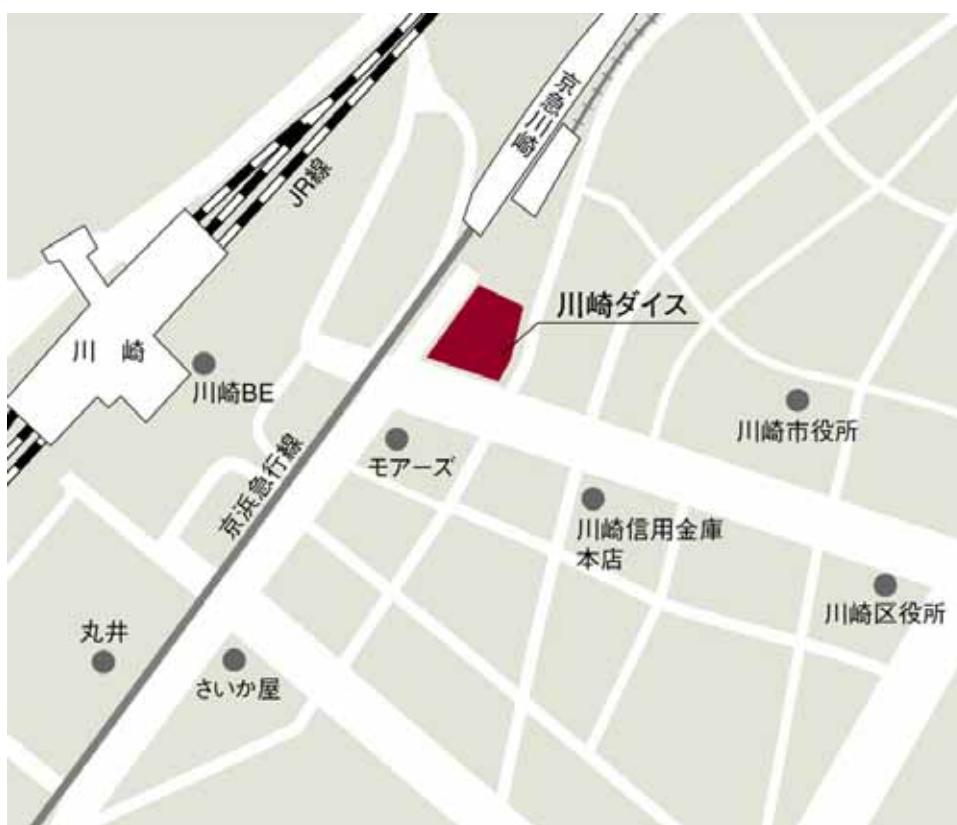 京急川崎
JR線
川崎ダイス
川崎
川崎BE
川崎市役所
モアーズ
京浜急行線
川崎信用金庫
本店
川崎区役所
丸井
さいか屋